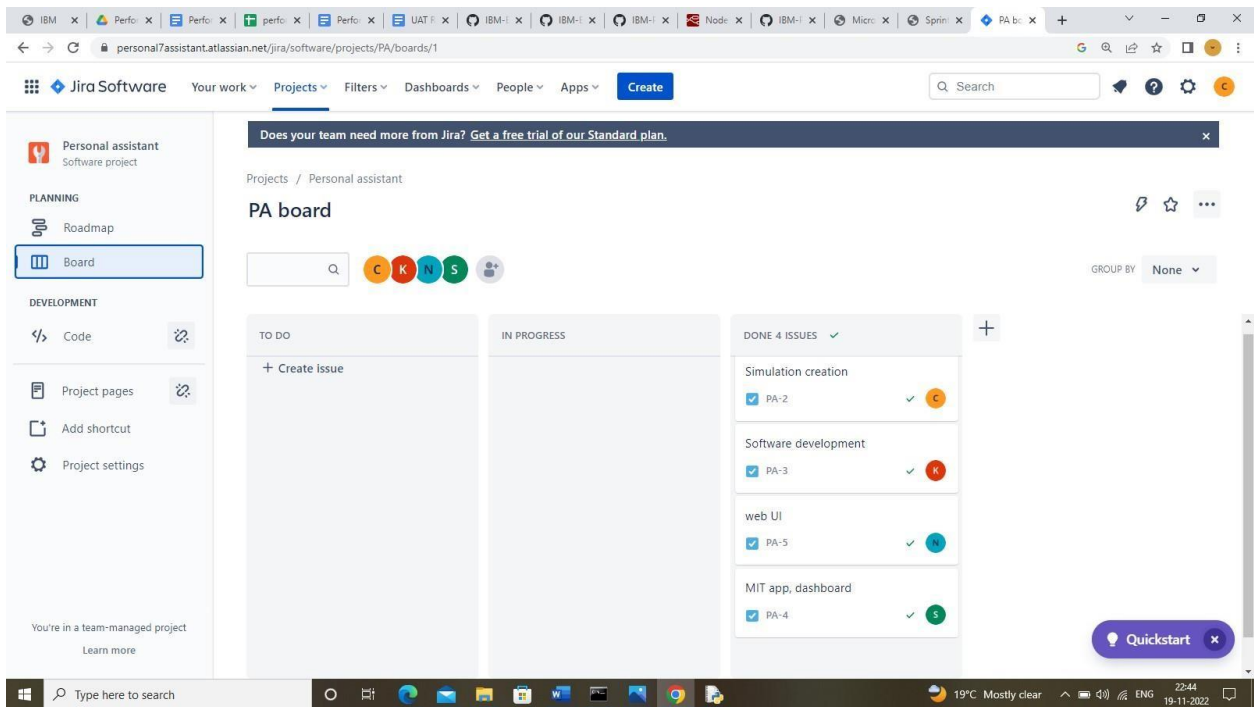 IBM
Perfo
Perfor
perfo
Perfo
UAT F
IBM-
IBM-
IBM-
Node
IBM-
Micro
Sprin
PA bo
personal7assistant.atlassian.net/jira/software/projects/PA/boards/1
Jira Software Your work Projects Filters Dashboards People Apps Create Search C
Does your team need more from Jira? Get a free trial of our Standard plan.
Personal assistant
Software project
Projects / Personal assistant
PLANNING
PA board
Roadmap
Board
C K N S
GROUP BY None
DEVELOPMENT
Code
TO DO
IN PROGRESS
DONE 4 ISSUES
+ Create issue
Simulation creation
PA-2 C
Project pages
Add shortcut
Software development
PA-3 K
Project settings
web UI
PA-5 N
MIT app, dashboard
PA-4 S
You're in a team-managed project
Learn more
Quickstart
Type here to search
19°C Mostly clear
ENG
22:44
19-11-2022